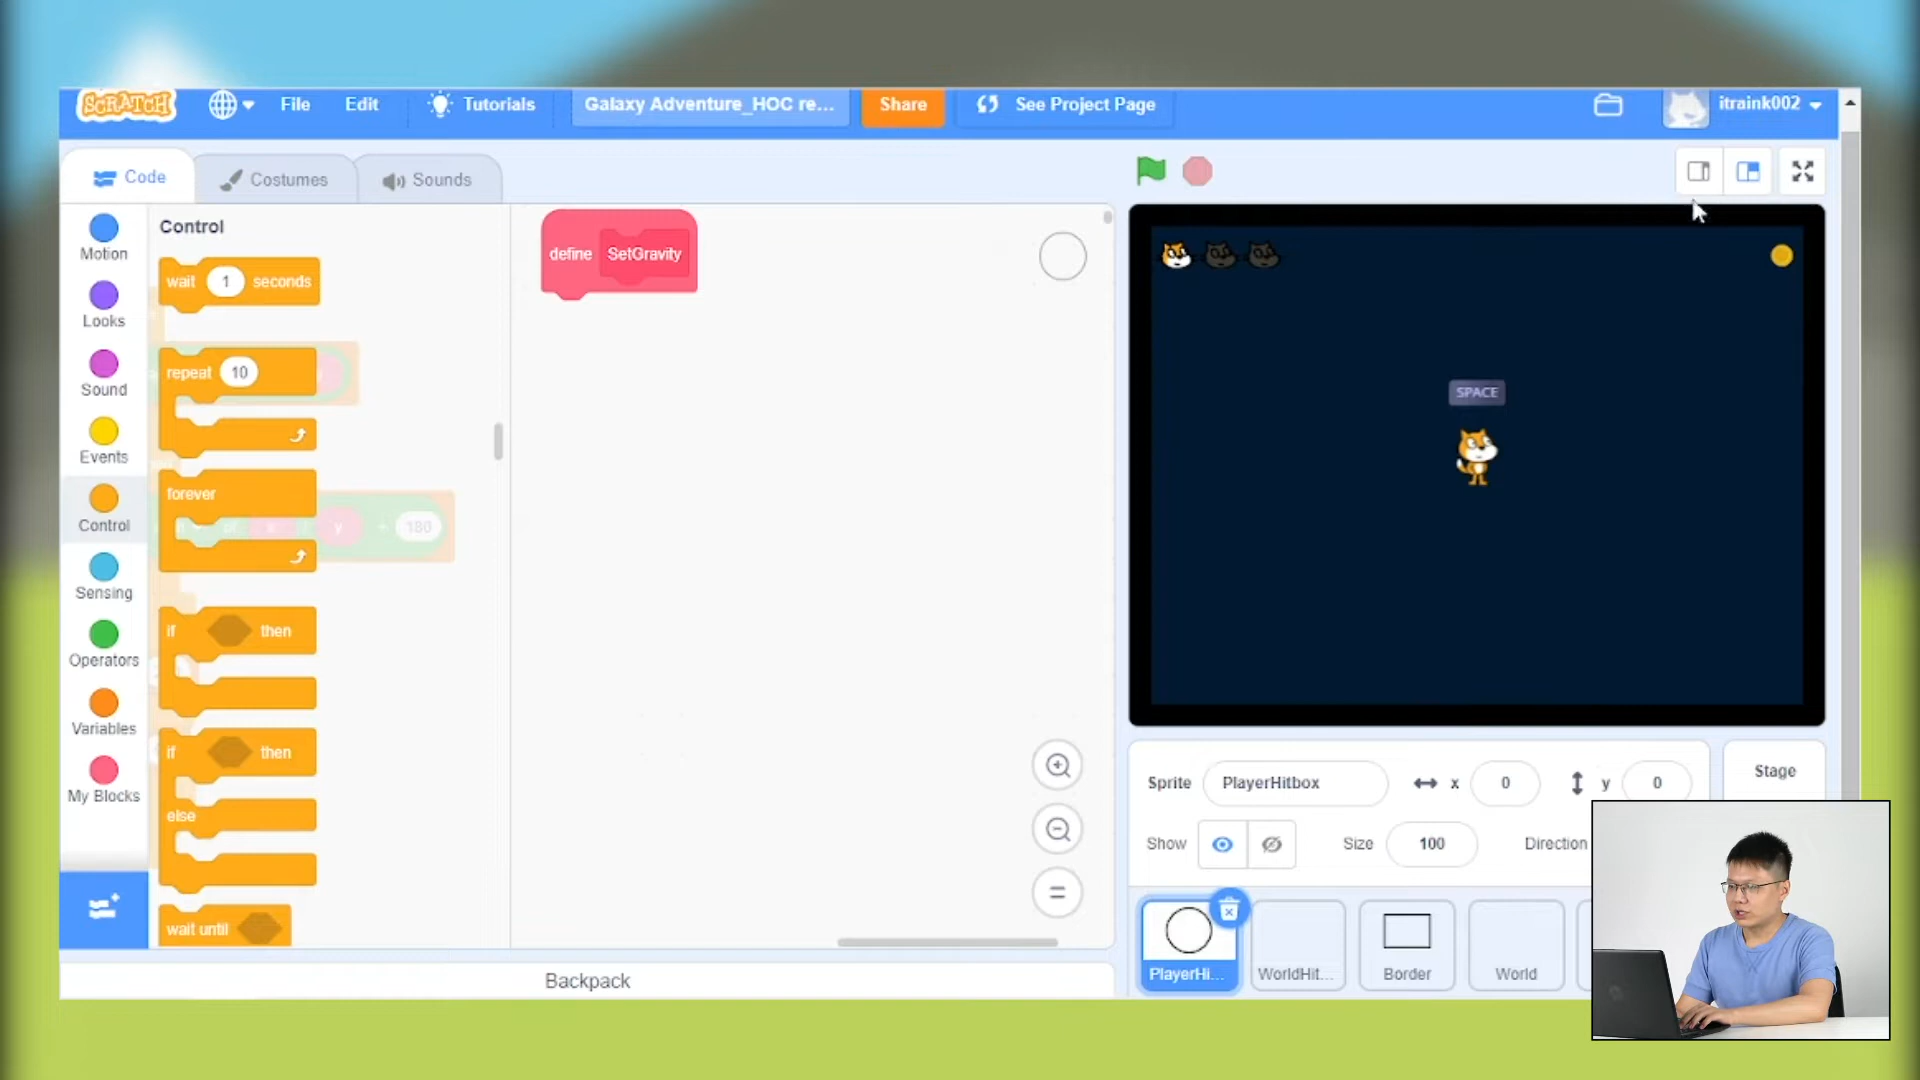 SCRATCH
File
Edit
Tutorials
Galaxy Adventure_HOC re...
Share
See Project Page
itraink002
Code
Costumes
Sounds
Motion
Looks
Sound
Events
Control
Sensing
Operators
Variables
My Blocks
Control
wait 1 seconds
repeat 10
forever
y + 180
if then
if then
else
wait until
define SetGravity
Backpack
SPACE
Sprite PlayerHitbox x 0 y 0
Show Size 100 Direction
Stage
PlayerHi...
WorldHit...
Border
World